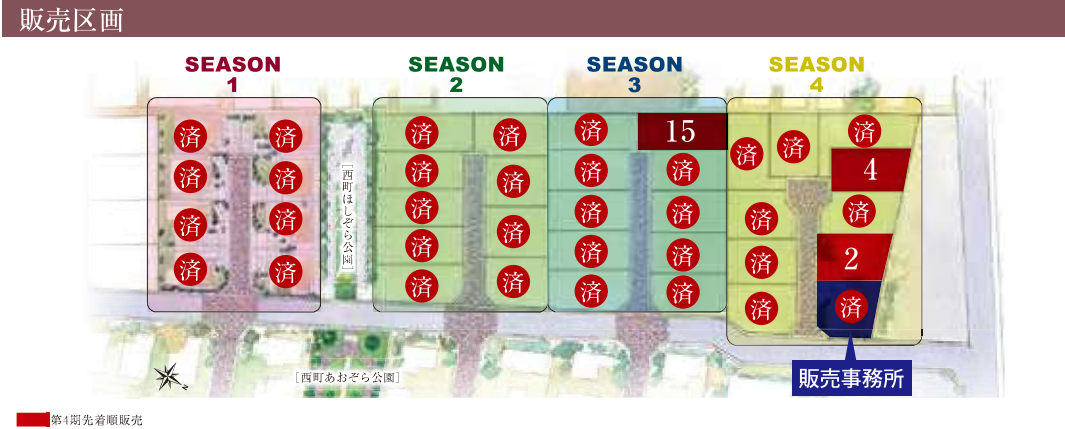 販売区画
SEASON
1
SEASON
2
SEASON
3
SEASON
4
済 済
済 済
済 済
済 済
[西町ほしぞら公園]
済 済
済 済
済
済 済
済 済
済 15
済 済
済 済
済 済
済 済
済 済 済
4
済 済
済 2
済 済
販売事務所
[西町あおぞら公園]
N
第4期先着順販売